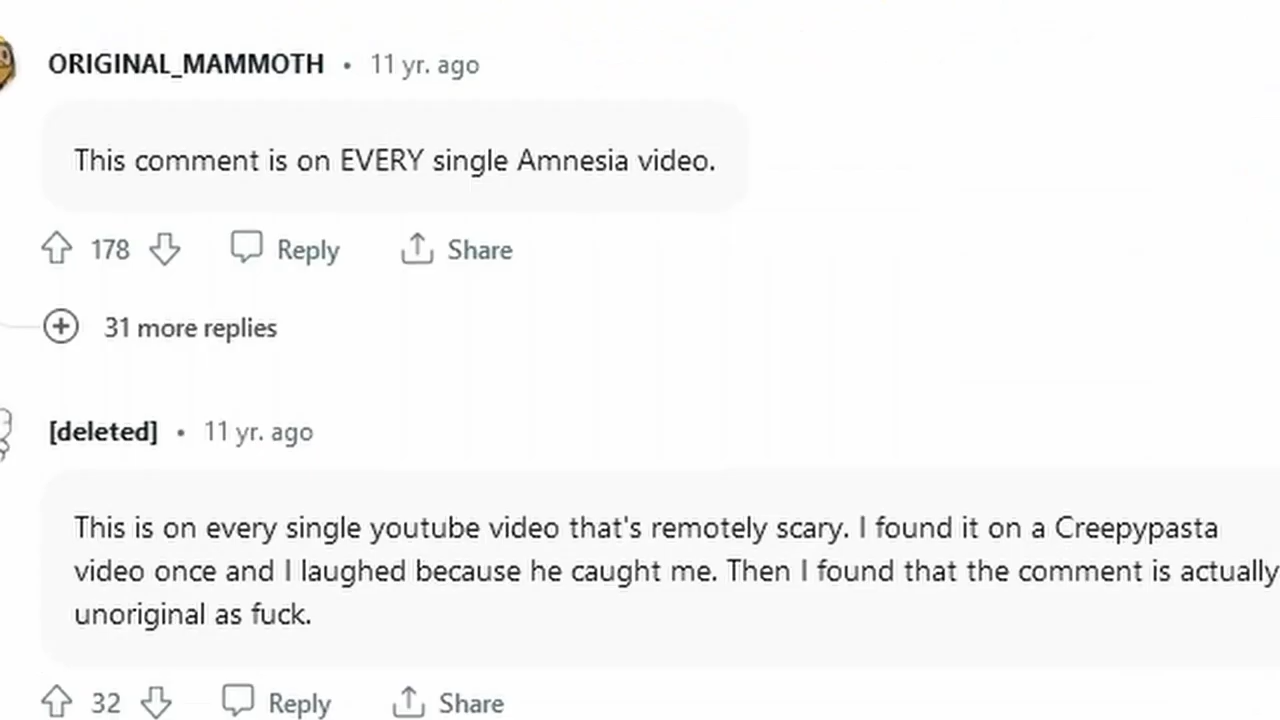 ORIGINAL_MAMMOTH • 11 yr. ago
This comment is on EVERY single Amnesia video.
178 Reply Share
31 more replies
[deleted] • 11 yr. ago
This is on every single youtube video that's remotely scary. I found it on a Creepypasta
video once and I laughed because he caught me. Then I found that the comment is actually
unoriginal as fuck.
32 Reply Share